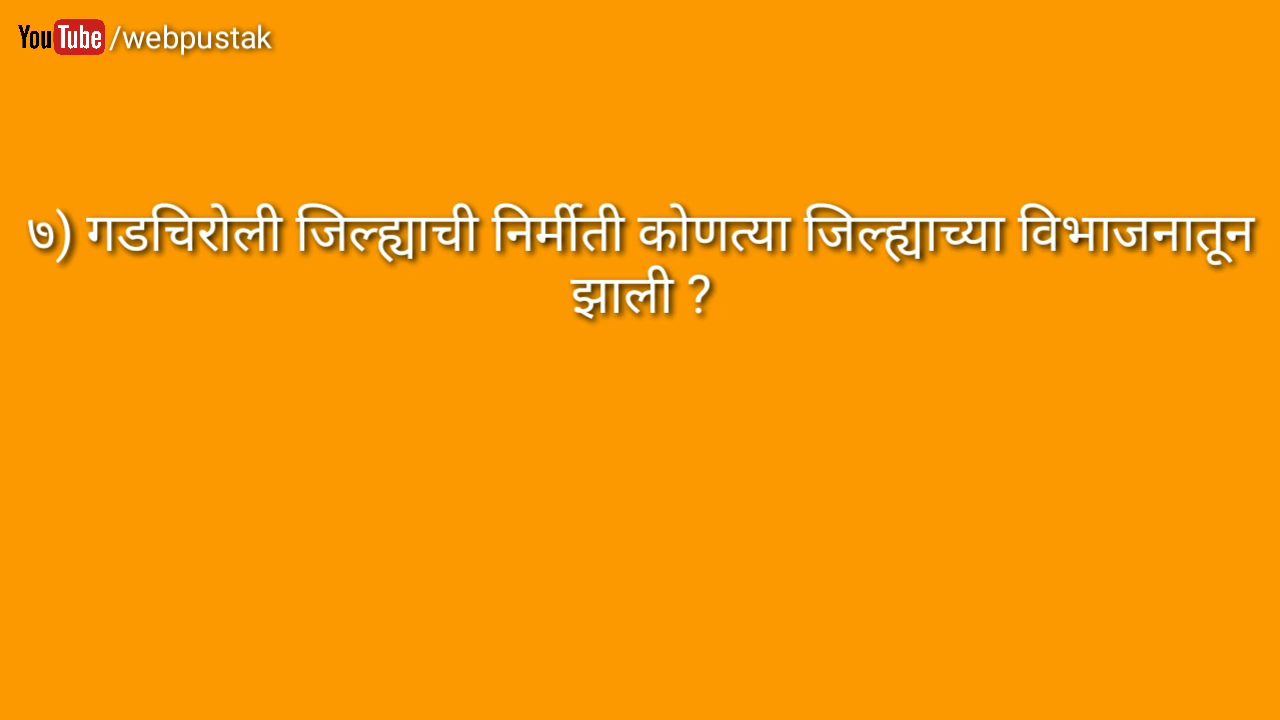 YouTube/webpustak
७) गडचिरोली जिल्ह्याची निर्मीती कोणत्या जिल्ह्याच्या विभाजनातून
झाली ?